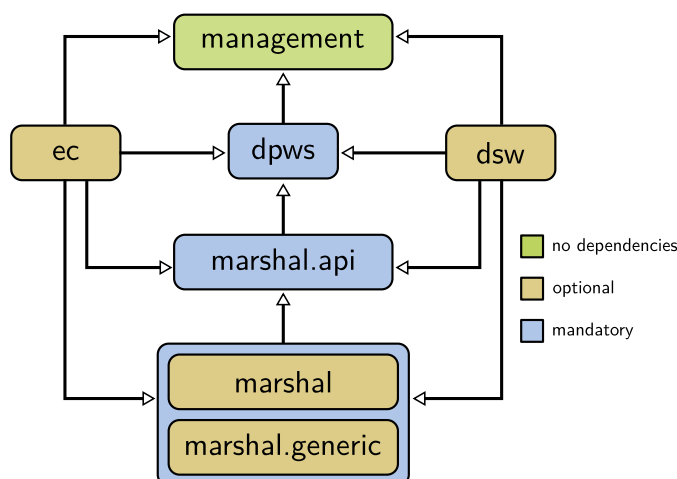 management
ec
dpws
dsw
marshal.api
no dependencies
optional
mandatory
marshal
marshal.generic